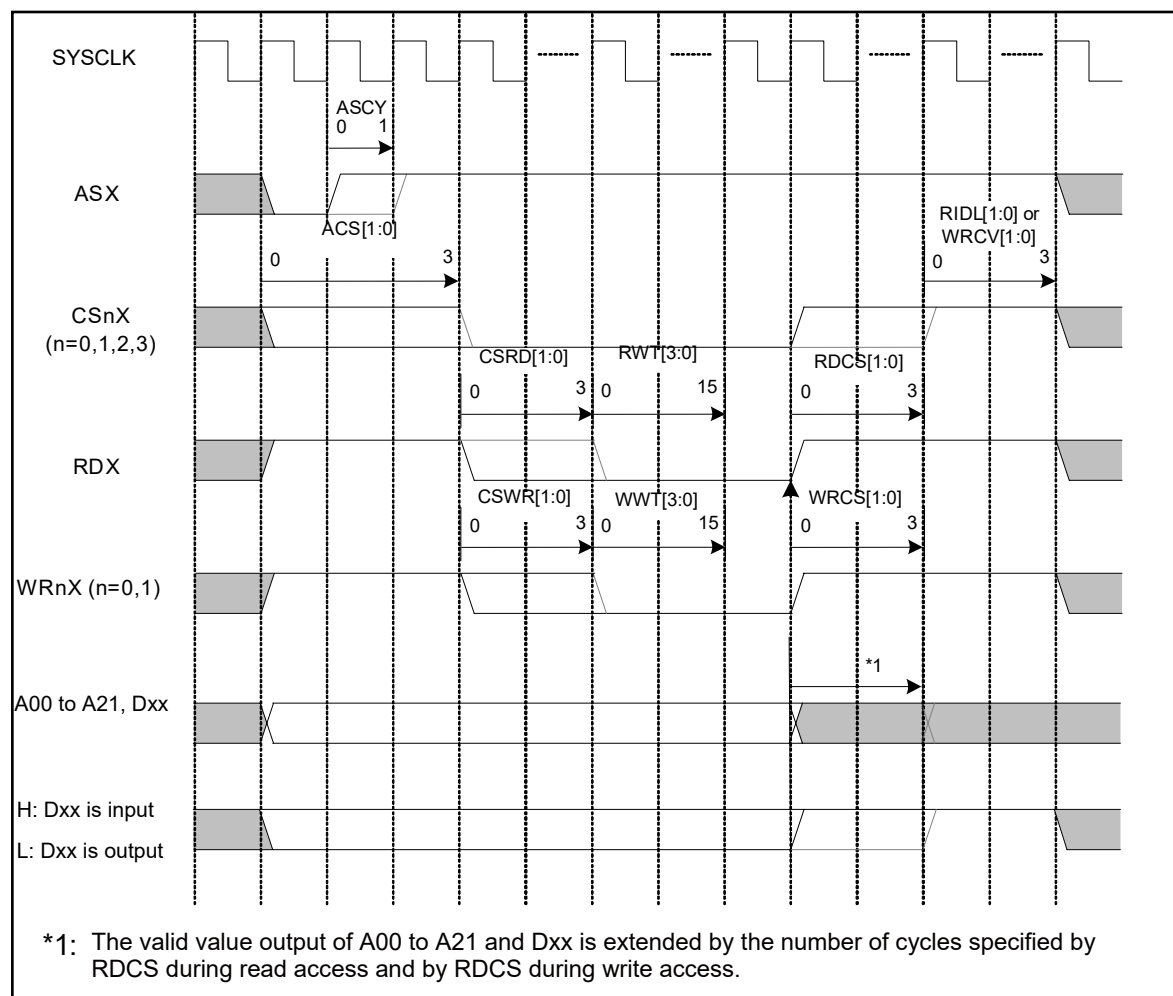 SYSCLK
ASCY
0 1
ASX
ACS[1:0]
RIDL[1:0] or
WRCV[1:0]
0 3
0 3
CSnX
(n=0,1,2,3)
CSRD[1:0] RWT[3:0] RDCS[1:0]
0 3 0 15 0 3
RDX
CSWR[1:0] WWT[3:0] WRCS[1:0]
0 3 0 15 0 3
WRnX (n=0,1)
*1
A00 to A21, Dxx
H: Dxx is input
L: Dxx is output
*1: The valid value output of A00 to A21 and Dxx is extended by the number of cycles specified by
RDCS during read access and by RDCS during write access.